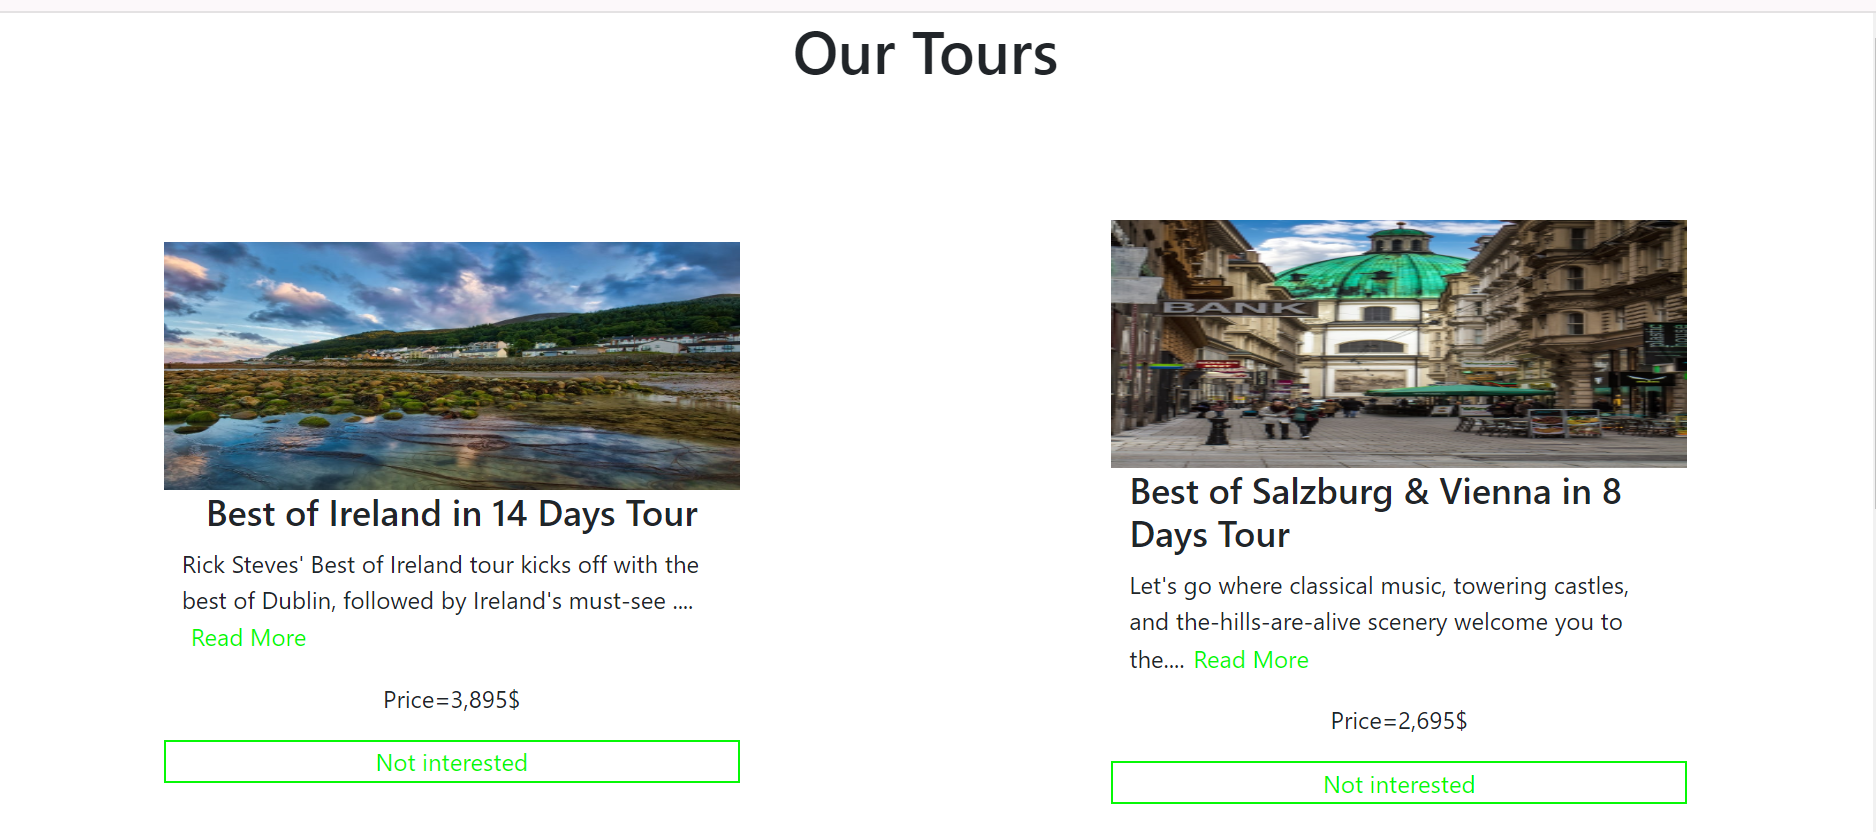 Our Tours
Best of Ireland in 14 Days Tour
Rick Steves' Best of Ireland tour kicks off with the
best of Dublin, followed by Ireland's must-see ....
Read More
Price=3,895$
Not interested
BANK
Best of Salzburg & Vienna in 8
Days Tour
Let's go where classical music, towering castles,
and the-hills-are-alive scenery welcome you to
the.... Read More
Price=2,695$
Not interested